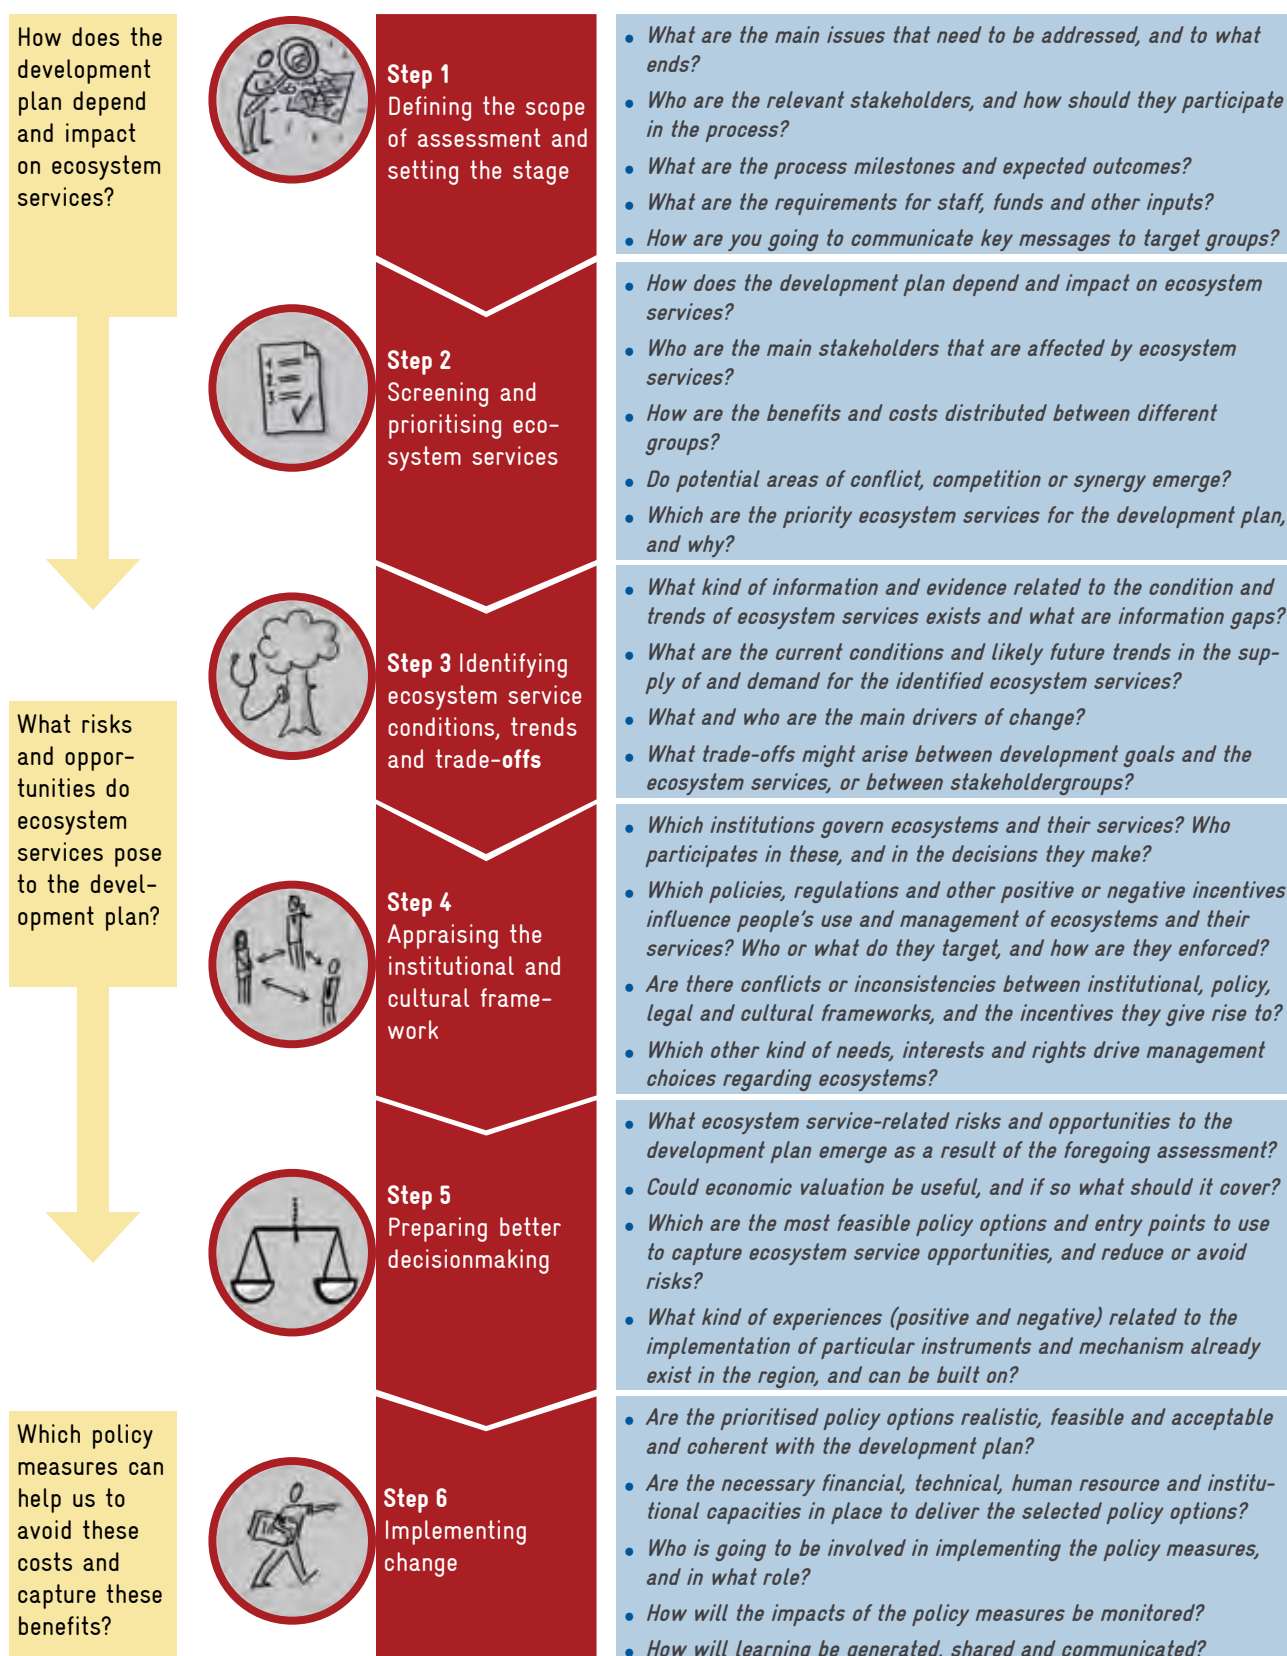 How does the
development
plan depend
and impact
on ecosystem
services?
Step 1
Defining the scope
of assessment and
setting the stage
• What are the main issues that need to be addressed, and to what
ends?
• Who are the relevant stakeholders, and how should they participate
in the process?
• What are the process milestones and expected outcomes?
• What are the requirements for staff, funds and other inputs?
• How are you going to communicate key messages to target groups?
Step 2
Screening and
prioritising eco-
system services
• How does the development plan depend and impact on ecosystem
services?
• Who are the main stakeholders that are affected by ecosystem
services?
• How are the benefits and costs distributed between different
groups?
• Do potential areas of conflict, competition or synergy emerge?
• Which are the priority ecosystem services for the development plan,
and why?
What risks
and oppor-
tunities do
ecosystem
services pose
to the devel-
opment plan?
Step 3 Identifying
ecosystem service
conditions, trends
and trade-offs
• What kind of information and evidence related to the condition and
trends of ecosystem services exists and what are information gaps?
• What are the current conditions and likely future trends in the sup-
ply of and demand for the identified ecosystem services?
• What and who are the main drivers of change?
• What trade-offs might arise between development goals and the
ecosystem services, or between stakeholdergroups?
Step 4
Appraising the
institutional and
cultural frame-
work
• Which institutions govern ecosystems and their services? Who
participates in these, and in the decisions they make?
• Which policies, regulations and other positive or negative incentives
influence people's use and management of ecosystems and their
services? Who or what do they target, and how are they enforced?
• Are there conflicts or inconsistencies between institutional, policy,
legal and cultural frameworks, and the incentives they give rise to?
• Which other kind of needs, interests and rights drive management
choices regarding ecosystems?
Step 5
Preparing better
decisionmaking
• What ecosystem service-related risks and opportunities to the
development plan emerge as a result of the foregoing assessment?
• Could economic valuation be useful, and if so what should it cover?
• Which are the most feasible policy options and entry points to use
to capture ecosystem service opportunities, and reduce or avoid
risks?
• What kind of experiences (positive and negative) related to the
implementation of particular instruments and mechanism already
exist in the region, and can be built on?
Which policy
measures can
help us to
avoid these
costs and
capture these
benefits?
Step 6
Implementing
change
• Are the prioritised policy options realistic, feasible and acceptable
and coherent with the development plan?
• Are the necessary financial, technical, human resource and institu-
tional capacities in place to deliver the selected policy options?
• Who is going to be involved in implementing the policy measures,
and in what role?
• How will the impacts of the policy measures be monitored?
• How will learning be generated, shared and communicated?